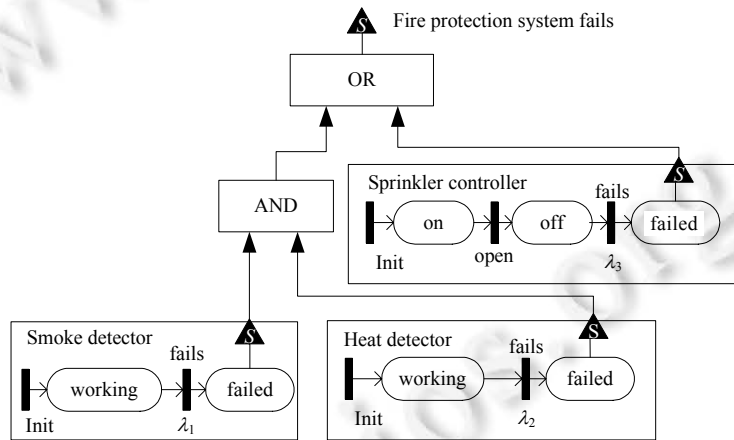 S Fire protection system fails
OR
S
Sprinkler controller
fails
AND
on
off
failed
Init
open
λ3
S
S
Smoke detector
Heat detector
fails
fails
working
failed
working
failed
Init
λ1
Init
λ2